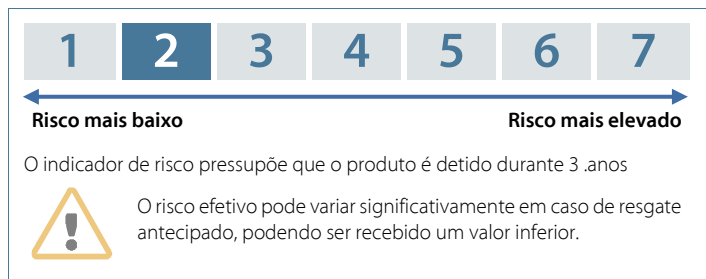 1 2 3 4 5 6 7
Risco mais baixo Risco mais elevado
O indicador de risco pressupõe que o produto é detido durante 3 .anos
O risco efetivo pode variar significativamente em caso de resgate
antecipado, podendo ser recebido um valor inferior.